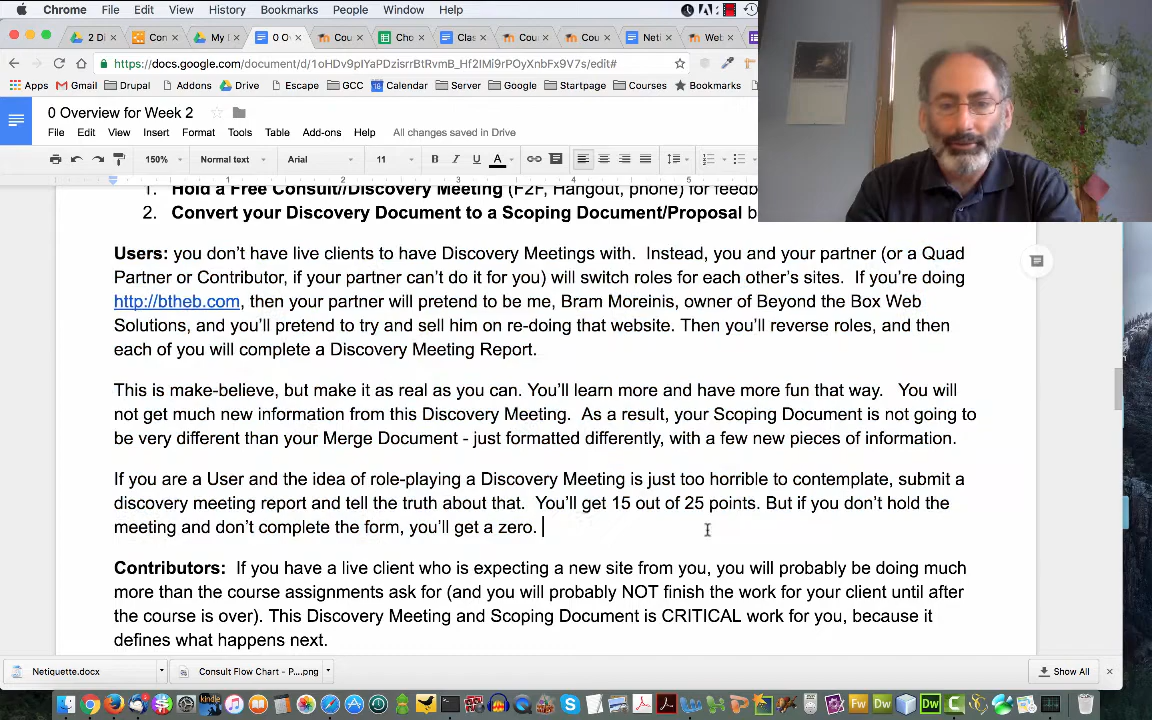 Chrome File Edit View History Bookmarks People Window Help
2 Di
Con
My
0 O
Cou
Cou
Clas
Cou
Cou
Neti
Web
https://docs.google.com/document/d/1oHDv9pIYaPDzisrrBtRvmB_Hf2IMi9rPOyXnbFx9V7s/edit#
Apps Gmail Drupal Addons Drive Escape GCC Calendar Server Google Startpage Courses Bookmarks
0 Overview for Week 2
File Edit View Insert Format Tools Table Add-ons Help All changes saved in Drive
150% Normal text Arial 11 B I U A
1 2 3 4 5
1. Hold a Free Consult/Discovery Meeting (F2F, Hangout, phone) for feedb
2. Convert your Discovery Document to a Scoping Document/Proposal b
Users: you don't have live clients to have Discovery Meetings with. Instead, you and your partner (or a Quad
Partner or Contributor, if your partner can't do it for you) will switch roles for each other's sites. If you're doing
http://btheb.com, then your partner will pretend to be me, Bram Moreinis, owner of Beyond the Box Web
Solutions, and you'll pretend to try and sell him on re-doing that website. Then you'll reverse roles, and then
each of you will complete a Discovery Meeting Report.
This is make-believe, but make it as real as you can. You'll learn more and have more fun that way. You will
not get much new information from this Discovery Meeting. As a result, your Scoping Document is not going to
be very different than your Merge Document - just formatted differently, with a few new pieces of information.
If you are a User and the idea of role-playing a Discovery Meeting is just too horrible to contemplate, submit a
discovery meeting report and tell the truth about that. You'll get 15 out of 25 points. But if you don't hold the
meeting and don't complete the form, you'll get a zero.
Contributors: If you have a live client who is expecting a new site from you, you will probably be doing much
more than the course assignments ask for (and you will probably NOT finish the work for your client until after
the course is over). This Discovery Meeting and Scoping Document is CRITICAL work for you, because it
defines what happens next.
Netiquette.docx
Consult Flow Chart - P....png
Show All